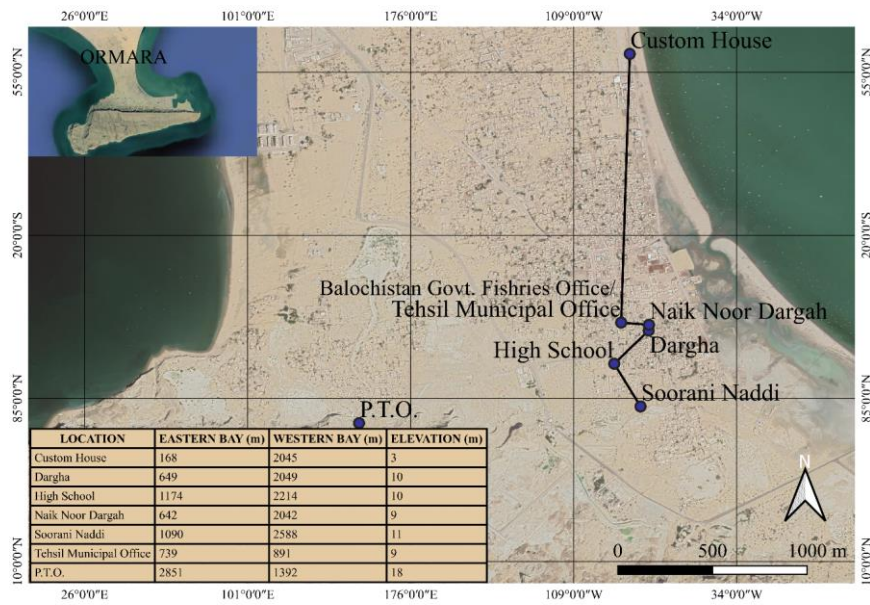 26°0'0"E 101°0'0"E 176°0'0"E 109°0'0"W 34°0'0"W
ORMARA
Custom House
55°0'0"N 55°0'0"N
20°0'0"S 20°0'0"S
Balochistan Govt. Fishries Office/
Tehsil Municipal Office
Naik Noor Dargah
Dargha
High School
Soorani Naddi
85°0'0"S 85°0'0"S
P.T.O.
LOCATION EASTERN BAY (m) WESTERN BAY (m) ELEVATION (m)
Custom House 168 2045 3
Dargha 649 2049 10
High School 1174 2214 10
Naik Noor Dargah 642 2042 9
Soorani Naddi 1090 2588 11
Tehsil Municipal Office 739 891 9
P.T.O. 2851 1392 18
N
0 500 1000 m
10°0'0"N 10°0'0"N
26°0'0"E 101°0'0"E 176°0'0"E 109°0'0"W 34°0'0"W